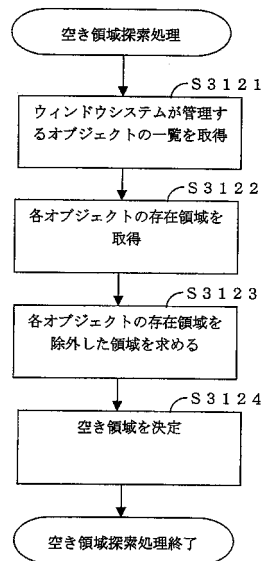 空き領域探索処理
Ｓ３１２１
ウィンドウシステムが管理す
るオブジェクトの一覧を取得
Ｓ３１２２
各オブジェクトの存在領域を
取得
Ｓ３１２３
各オブジェクトの存在領域を
除外した領域を求める
Ｓ３１２４
空き領域を決定
空き領域探索処理終了